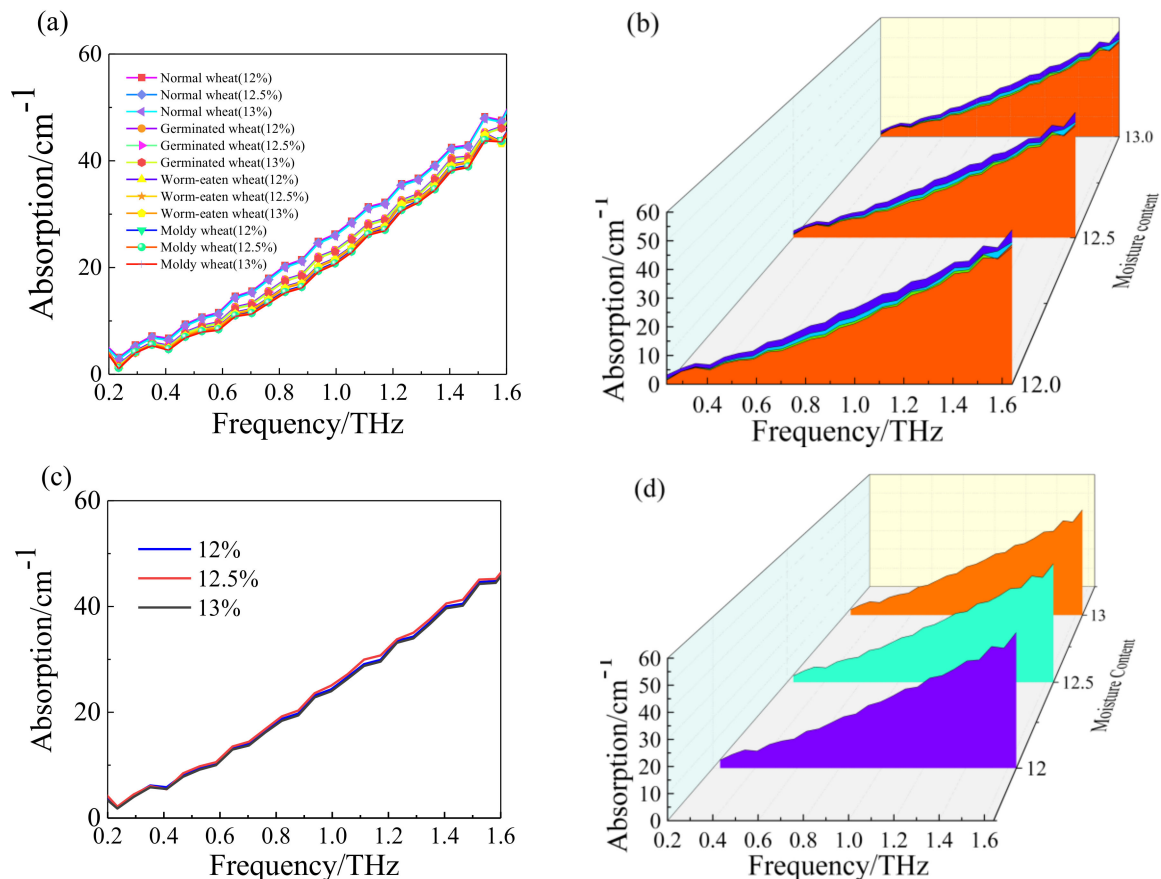 (a)
Absorption/cm⁻¹
60
40
20
0
Normal wheat(12%)
Normal wheat(12.5%)
Normal wheat(13%)
Germinated wheat(12%)
Germinated wheat(12.5%)
Germinated wheat(13%)
Worm-eaten wheat(12%)
Worm-eaten wheat(12.5%)
Worm-eaten wheat(13%)
Moldy wheat(12%)
Moldy wheat(12.5%)
Moldy wheat(13%)
0.2 0.4 0.6 0.8 1.0 1.2 1.4 1.6
Frequency/THz
(b)
Absorption/cm⁻¹
60
50
40
30
20
10
0
0.4 0.6 0.8 1.0 1.2 1.4 1.6
Frequency/THz
13.0
12.5
12.0
Moisture content
(c)
Absorption/cm⁻¹
60
40
20
0
12%
12.5%
13%
0.2 0.4 0.6 0.8 1.0 1.2 1.4 1.6
Frequency/THz
(d)
Absorption/cm⁻¹
60
50
40
30
20
10
0
0.2 0.4 0.6 0.8 1.0 1.2 1.4 1.6
Frequency/THz
13
12.5
12
Moisture Content